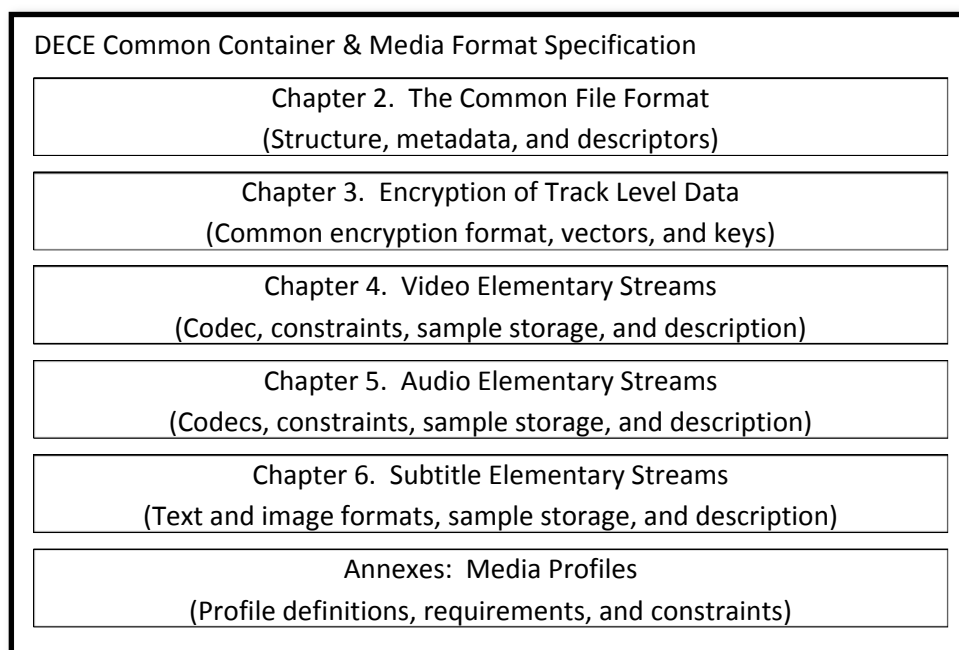 DECE Common Container & Media Format Specification
Chapter 2.  The Common File Format
(Structure, metadata, and descriptors)
Chapter 3.  Encryption of Track Level Data
(Common encryption format, vectors, and keys)
Chapter 4.  Video Elementary Streams
(Codec, constraints, sample storage, and description)
Chapter 5.  Audio Elementary Streams
(Codecs, constraints, sample storage, and description)
Chapter 6.  Subtitle Elementary Streams
(Text and image formats, sample storage, and description)
Annexes:  Media Profiles
(Profile definitions, requirements, and constraints)